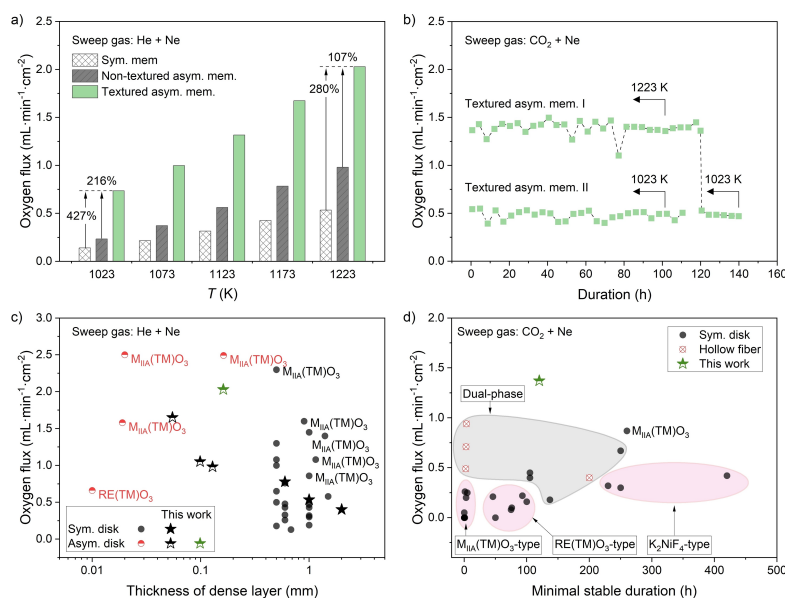 a)
Sweep gas: He + Ne
Sym. mem
Non-textured asym. mem.
Textured asym. mem.
427%
216%
280%
107%
Oxygen flux (mL·min⁻¹·cm⁻²)
0.0
0.5
1.0
1.5
2.0
2.5
1023
1073
1123
1173
1223
T (K)
b)
Sweep gas: CO₂ + Ne
Textured asym. mem. I
1223 K
Textured asym. mem. II
1023 K
1023 K
Oxygen flux (mL·min⁻¹·cm⁻²)
0.0
0.5
1.0
1.5
2.0
2.5
0
20
40
60
80
100
120
140
160
Duration (h)
c)
Sweep gas: He + Ne
M_IIA(TM)O₃
M_IIA(TM)O₃
M_IIA(TM)O₃
M_IIA(TM)O₃
M_IIA(TM)O₃
M_IIA(TM)O₃
M_IIA(TM)O₃
M_IIA(TM)O₃
RE(TM)O₃
This work
Sym. disk
Asym. disk
Oxygen flux (mL·min⁻¹·cm⁻²)
0.0
0.5
1.0
1.5
2.0
2.5
3.0
0.01
0.1
1
Thickness of dense layer (mm)
d)
Sweep gas: CO₂ + Ne
Sym. disk
Hollow fiber
This work
Dual-phase
M_IIA(TM)O₃
M_IIA(TM)O₃-type
RE(TM)O₃-type
K₂NiF₄-type
Oxygen flux (mL·min⁻¹·cm⁻²)
0.0
0.5
1.0
1.5
2.0
0
100
200
300
400
500
Minimal stable duration (h)